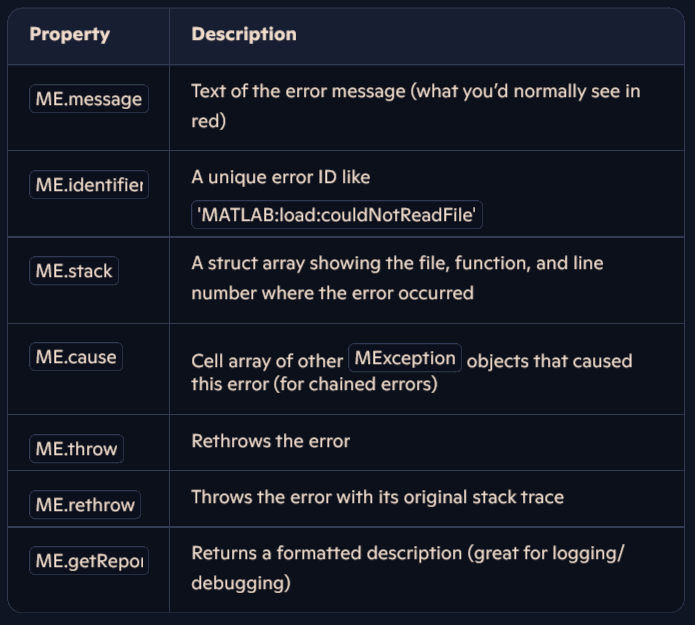 Property Description
ME.message Text of the error message (what you’d normally see in
red)
ME.identifier A unique error ID like
'MATLAB:load:couldNotReadFile'
ME.stack A struct array showing the file, function, and line
number where the error occurred
ME.cause Cell array of other MException objects that caused
this error (for chained errors)
ME.throw Rethrows the error
ME.rethrow Throws the error with its original stack trace
ME.getRepor Returns a formatted description (great for logging/
debugging)